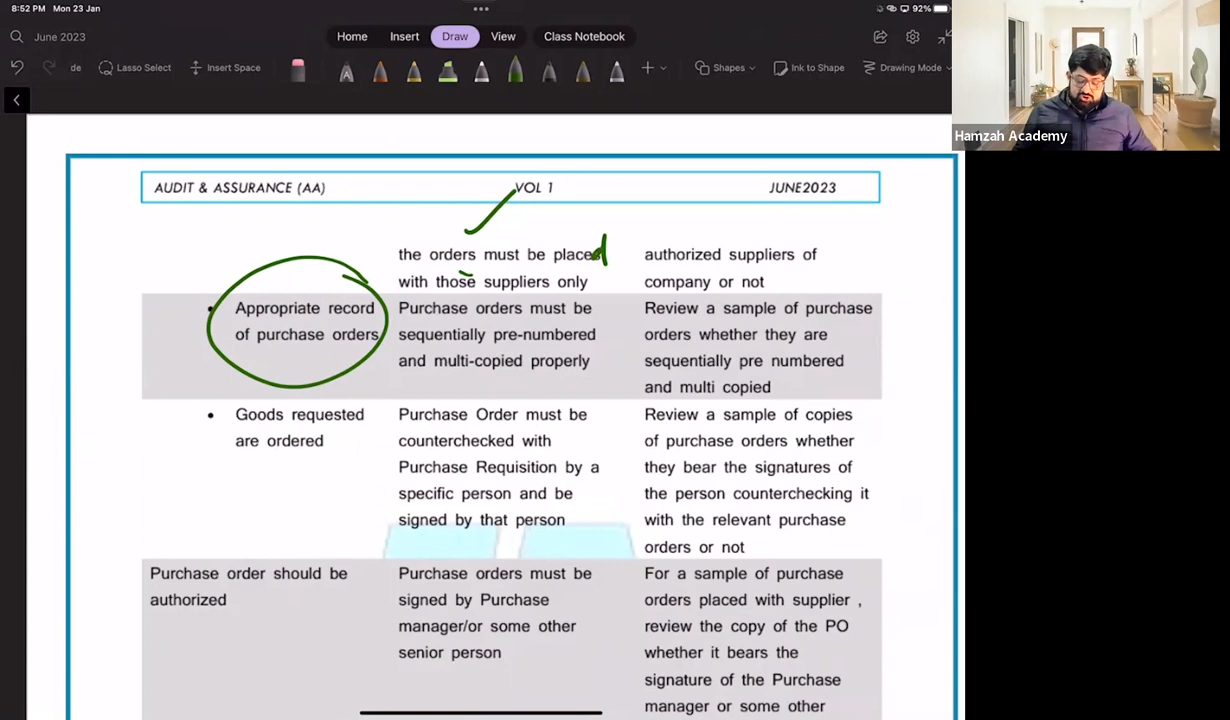 8:52 PM Mon 23 Jan
92%
June 2023
Home Insert Draw View Class Notebook
de Lasso Select Insert Space
Shapes Ink to Shape Drawing Mode
Hamzah Academy
AUDIT & ASSURANCE (AA) VOL 1 JUNE2023
the orders must be placed authorized suppliers of
with those suppliers only company or not
• Appropriate record Purchase orders must be Review a sample of purchase
of purchase orders sequentially pre-numbered orders whether they are
and multi-copied properly sequentially pre numbered
and multi copied
• Goods requested Purchase Order must be Review a sample of copies
are ordered counterchecked with of purchase orders whether
Purchase Requisition by a they bear the signatures of
specific person and be the person counterchecking it
signed by that person with the relevant purchase
orders or not
Purchase order should be Purchase orders must be For a sample of purchase
authorized signed by Purchase orders placed with supplier ,
manager/or some other review the copy of the PO
senior person whether it bears the
signature of the Purchase
manager or some other